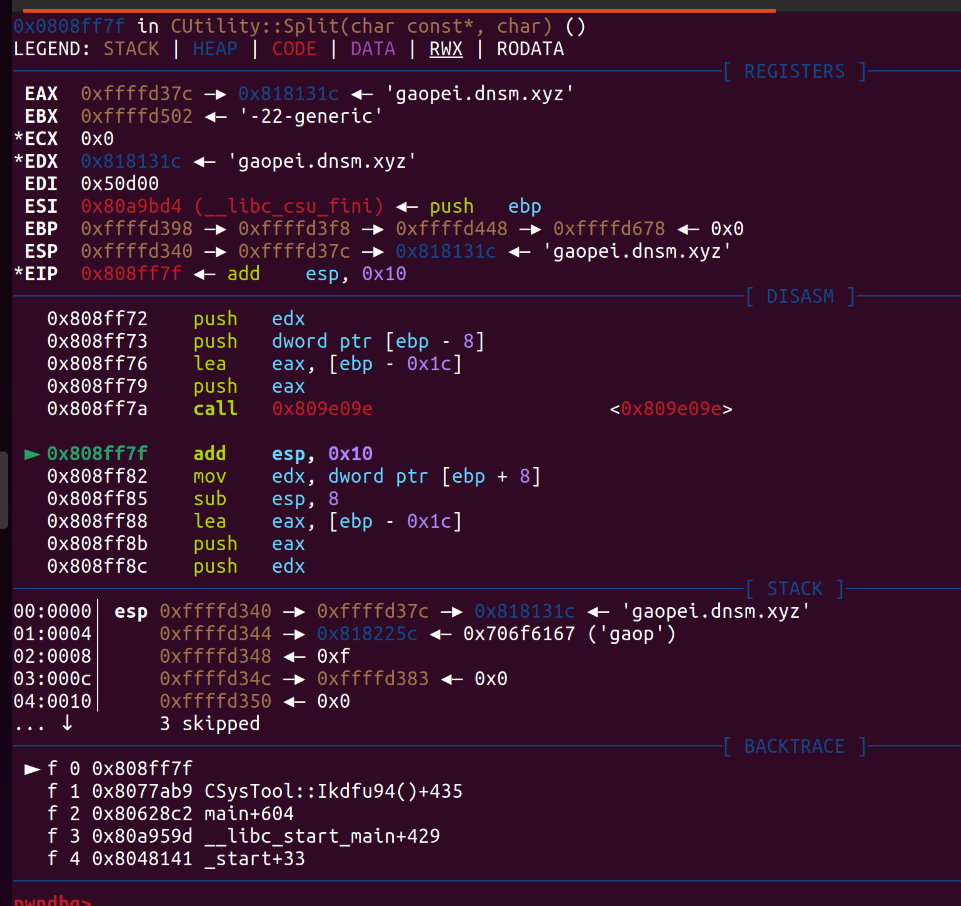 0x0808ff7f in CUtility::Split(char const*, char) ()
LEGEND: STACK | HEAP | CODE | DATA | RWX | RODATA
[ REGISTERS ]
EAX 0xffffd37c —▸ 0x818131c ◂— 'gaopei.dnsm.xyz'
EBX 0xffffd502 ◂— '-22-generic'
*ECX 0x0
*EDX 0x818131c ◂— 'gaopei.dnsm.xyz'
EDI 0x50d00
ESI 0x80a9bd4 (__libc_csu_fini) ◂— push ebp
EBP 0xffffd398 —▸ 0xffffd3f8 —▸ 0xffffd448 —▸ 0xffffd678 ◂— 0x0
ESP 0xffffd340 —▸ 0xffffd37c —▸ 0x818131c ◂— 'gaopei.dnsm.xyz'
*EIP 0x808ff7f ◂— add esp, 0x10
[ DISASM ]
0x808ff72 push edx
0x808ff73 push dword ptr [ebp - 8]
0x808ff76 lea eax, [ebp - 0x1c]
0x808ff79 push eax
0x808ff7a call 0x809e09e <0x809e09e>
► 0x808ff7f add esp, 0x10
0x808ff82 mov edx, dword ptr [ebp + 8]
0x808ff85 sub esp, 8
0x808ff88 lea eax, [ebp - 0x1c]
0x808ff8b push eax
0x808ff8c push edx
[ STACK ]
00:0000│ esp 0xffffd340 —▸ 0xffffd37c —▸ 0x818131c ◂— 'gaopei.dnsm.xyz'
01:0004│ 0xffffd344 —▸ 0x818225c ◂— 0x706f6167 ('gaop')
02:0008│ 0xffffd348 ◂— 0xf
03:000c│ 0xffffd34c —▸ 0xffffd383 ◂— 0x0
04:0010│ 0xffffd350 ◂— 0x0
... ↓ 3 skipped
[ BACKTRACE ]
► f 0 0x808ff7f
f 1 0x8077ab9 CSysTool::Ikdfu94()+435
f 2 0x80628c2 main+604
f 3 0x80a959d __libc_start_main+429
f 4 0x8048141 _start+33
pwndbg>